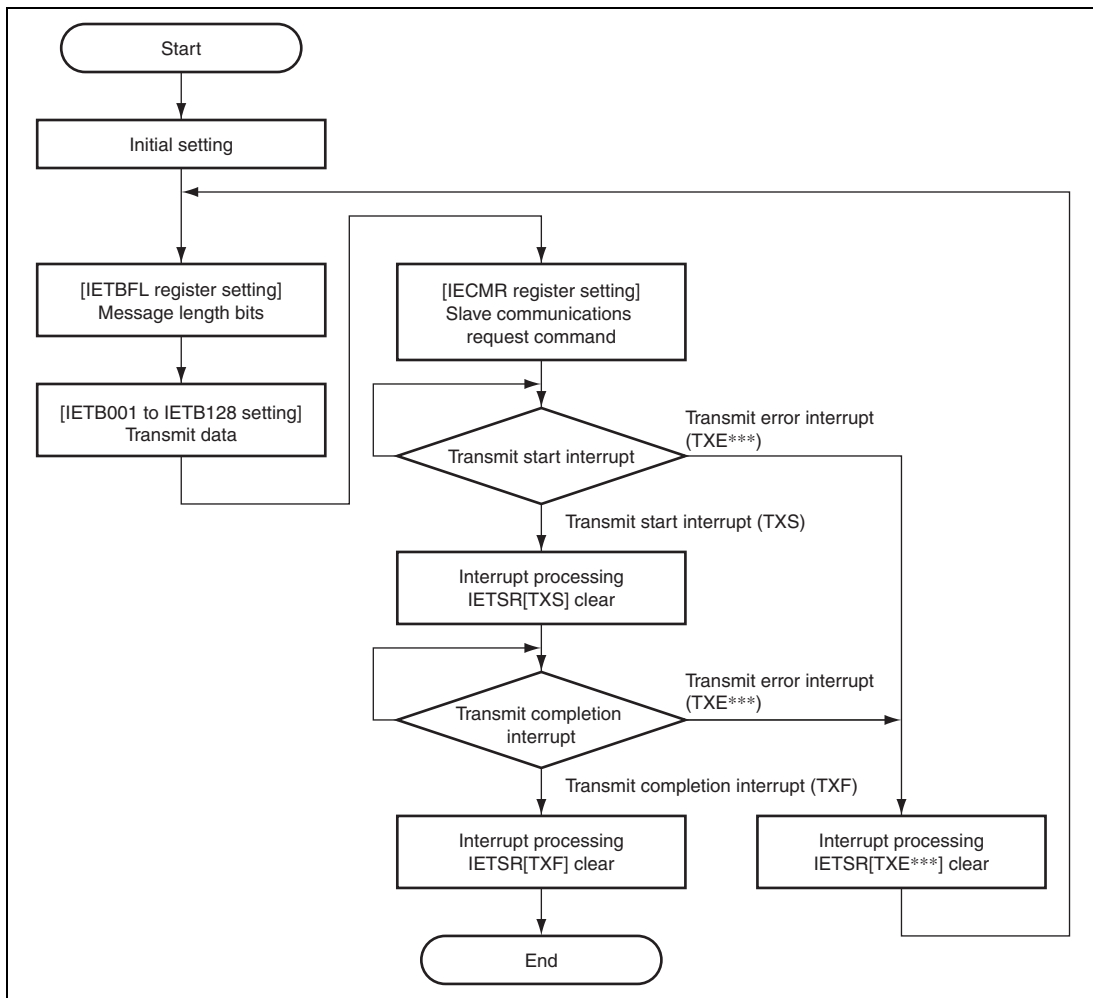 Start
Initial setting
[IETBFL register setting]
Message length bits
[IETB001 to IETB128 setting]
Transmit data
[IECMR register setting]
Slave communications
request command
Transmit start interrupt
Transmit error interrupt
(TXE***)
Transmit start interrupt (TXS)
Interrupt processing
IETSR[TXS] clear
Transmit completion
interrupt
Transmit error interrupt
(TXE***)
Transmit completion interrupt (TXF)
Interrupt processing
IETSR[TXF] clear
Interrupt processing
IETSR[TXE***] clear
End